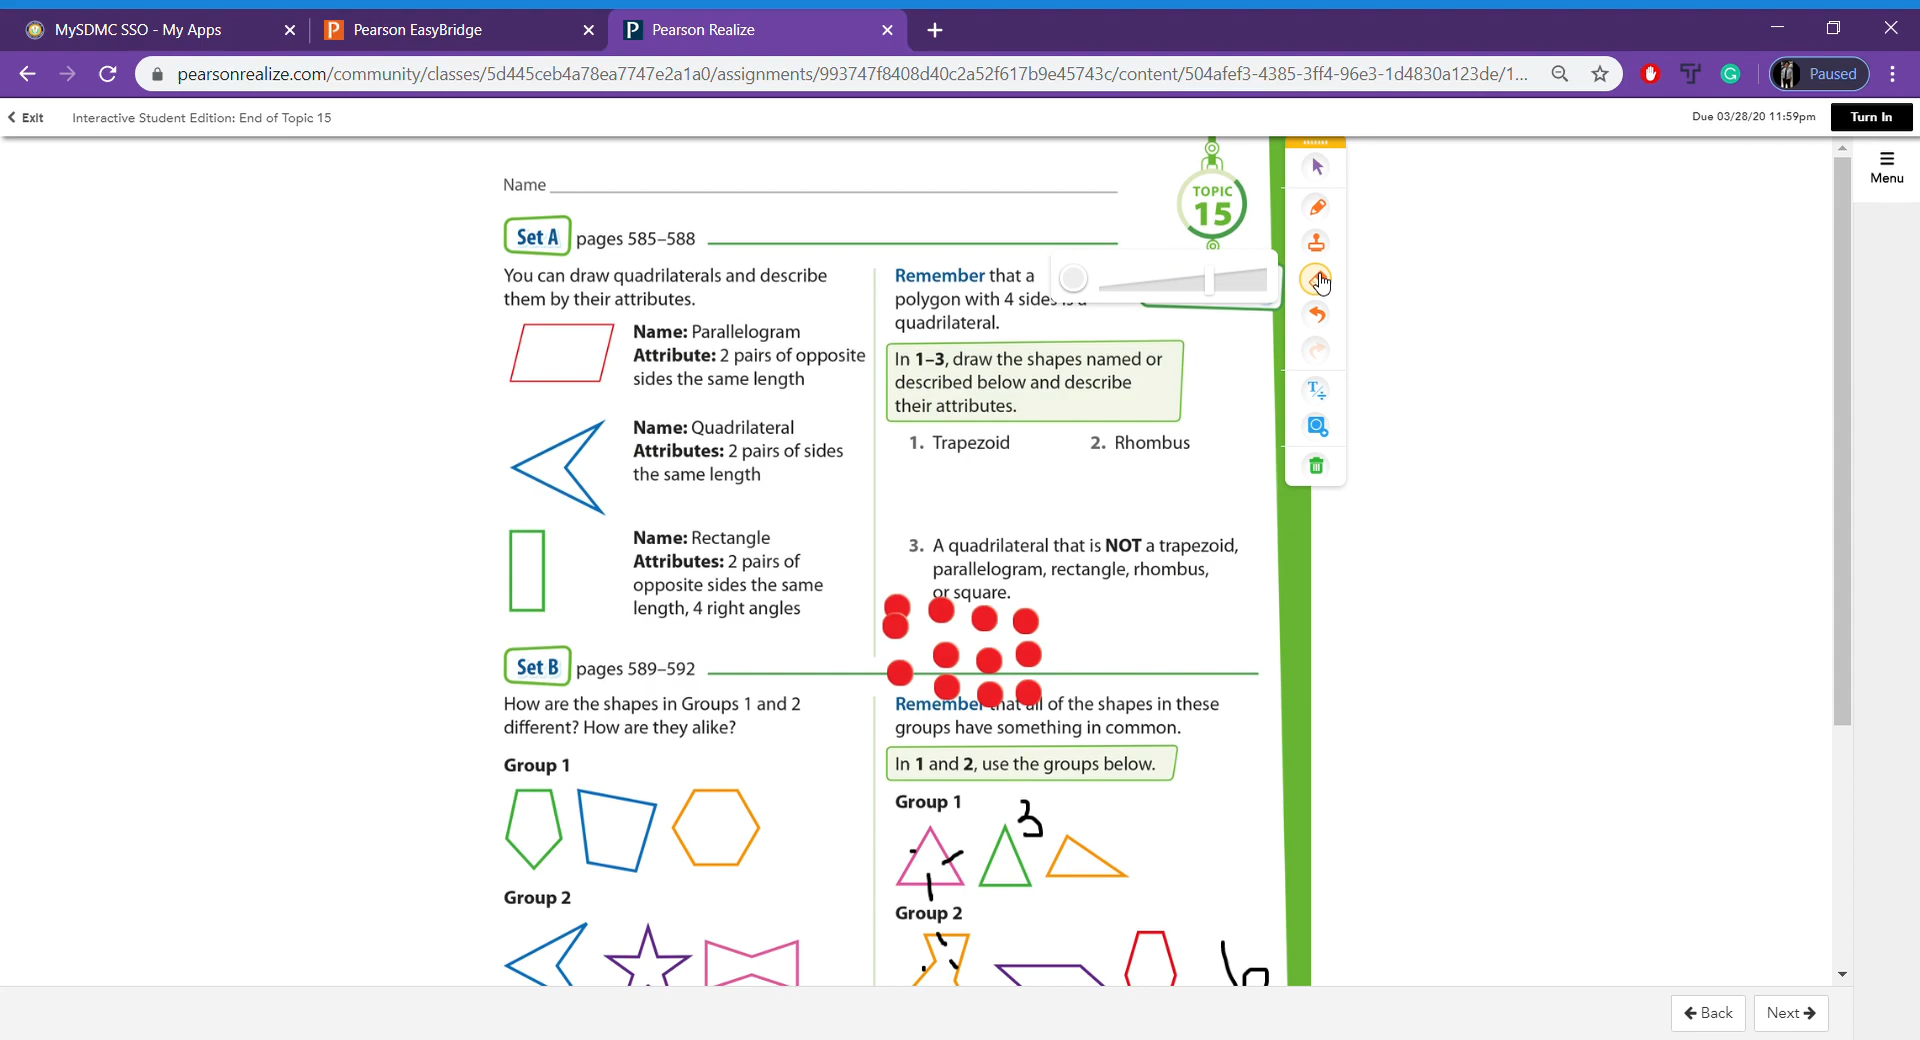 MySDMC SSO - My Apps
Pearson EasyBridge
Pearson Realize
pearsonrealize.com/community/classes/5d445ceb4a78ea7747e2a1a0/assignments/993747f8408d40c2a52f617b9e45743c/content/504afef3-4385-3ff4-96e3-1d4830a123de/1...
Paused
Exit
Interactive Student Edition: End of Topic 15
Due 03/28/20 11:59pm
Turn In
Menu
Name
TOPIC
15
Set A pages 585–588
You can draw quadrilaterals and describe
them by their attributes.
Name: Parallelogram
Attribute: 2 pairs of opposite
sides the same length
Name: Quadrilateral
Attributes: 2 pairs of sides
the same length
Name: Rectangle
Attributes: 2 pairs of
opposite sides the same
length, 4 right angles
Remember that a
polygon with 4 sides is a
quadrilateral.
In 1–3, draw the shapes named or
described below and describe
their attributes.
1. Trapezoid
2. Rhombus
3. A quadrilateral that is NOT a trapezoid,
parallelogram, rectangle, rhombus,
or square.
Set B pages 589–592
How are the shapes in Groups 1 and 2
different? How are they alike?
Group 1
Group 2
Remember that all of the shapes in these
groups have something in common.
In 1 and 2, use the groups below.
Group 1
3
Group 2
6
Back
Next